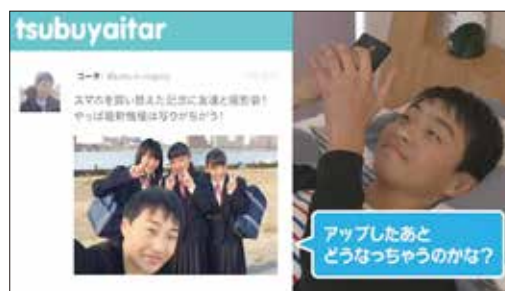 tsubuyaitar
コーヂ
スマホを買い替えた記念に友達と撮影会！
やっぱ最新機種は写りがちがう！
アップしたあと
どうなっちゃうのかな？